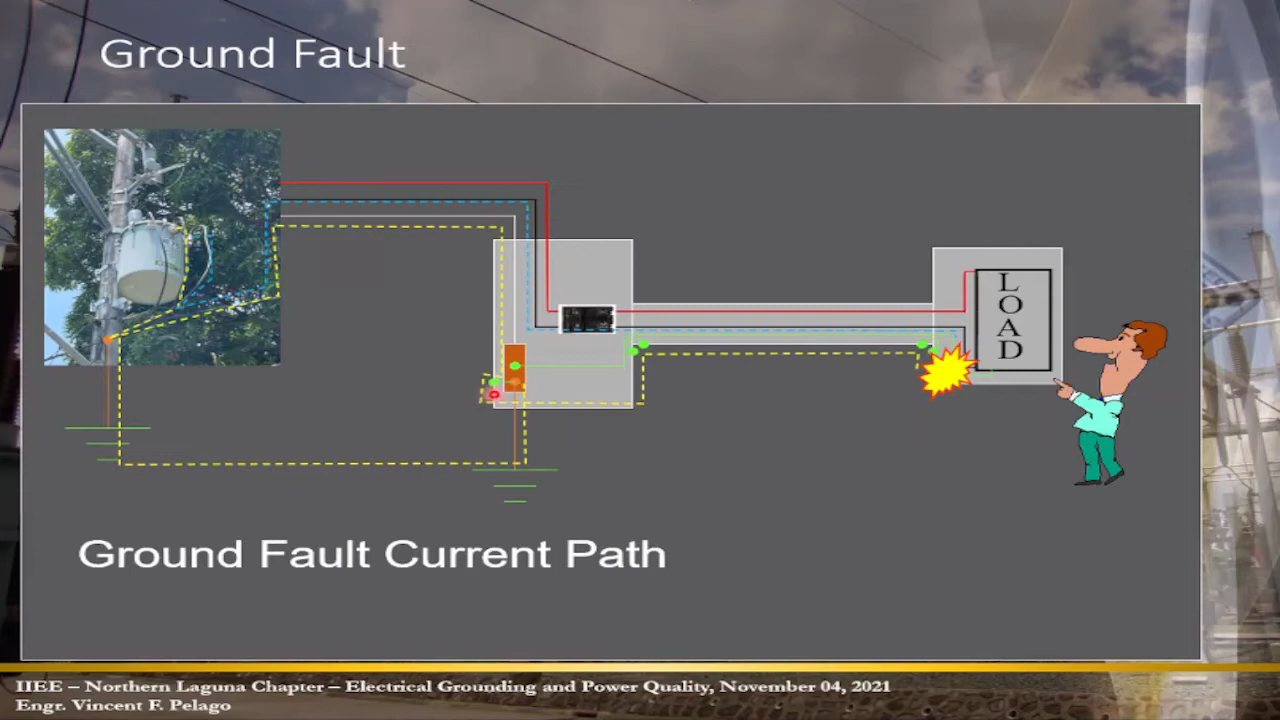 Ground Fault
LOAD
Ground Fault Current Path
IIEE – Northern Laguna Chapter – Electrical Grounding and Power Quality, November 04, 2021
Engr. Vincent F. Pelago